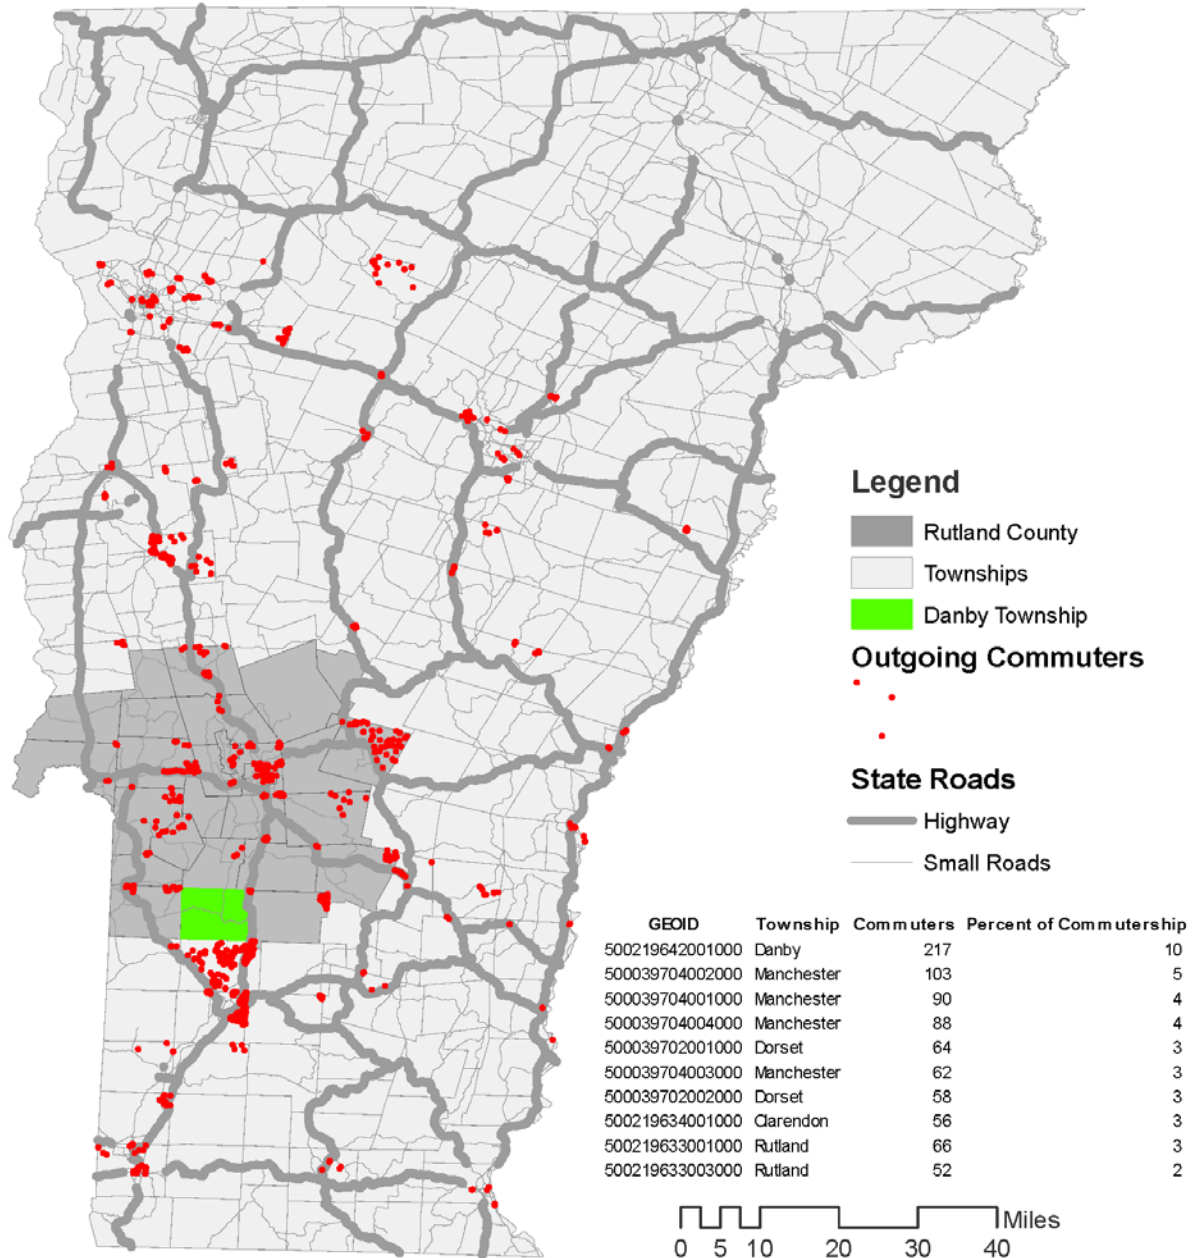 Legend
Rutland County
Townships
Danby Township
Outgoing Commuters
State Roads
Highway
Small Roads
GEOID Township Commuters Percent of Commutership
500219642001000 Danby 217 10
500039704002000 Manchester 103 5
500039704001000 Manchester 90 4
500039704004000 Manchester 88 4
500039702001000 Dorset 64 3
500039704003000 Manchester 62 3
500039702002000 Dorset 58 3
500219634001000 Clarendon 56 3
500219633001000 Rutland 66 3
500219633003000 Rutland 52 2
Miles
0 5 10 20 30 40